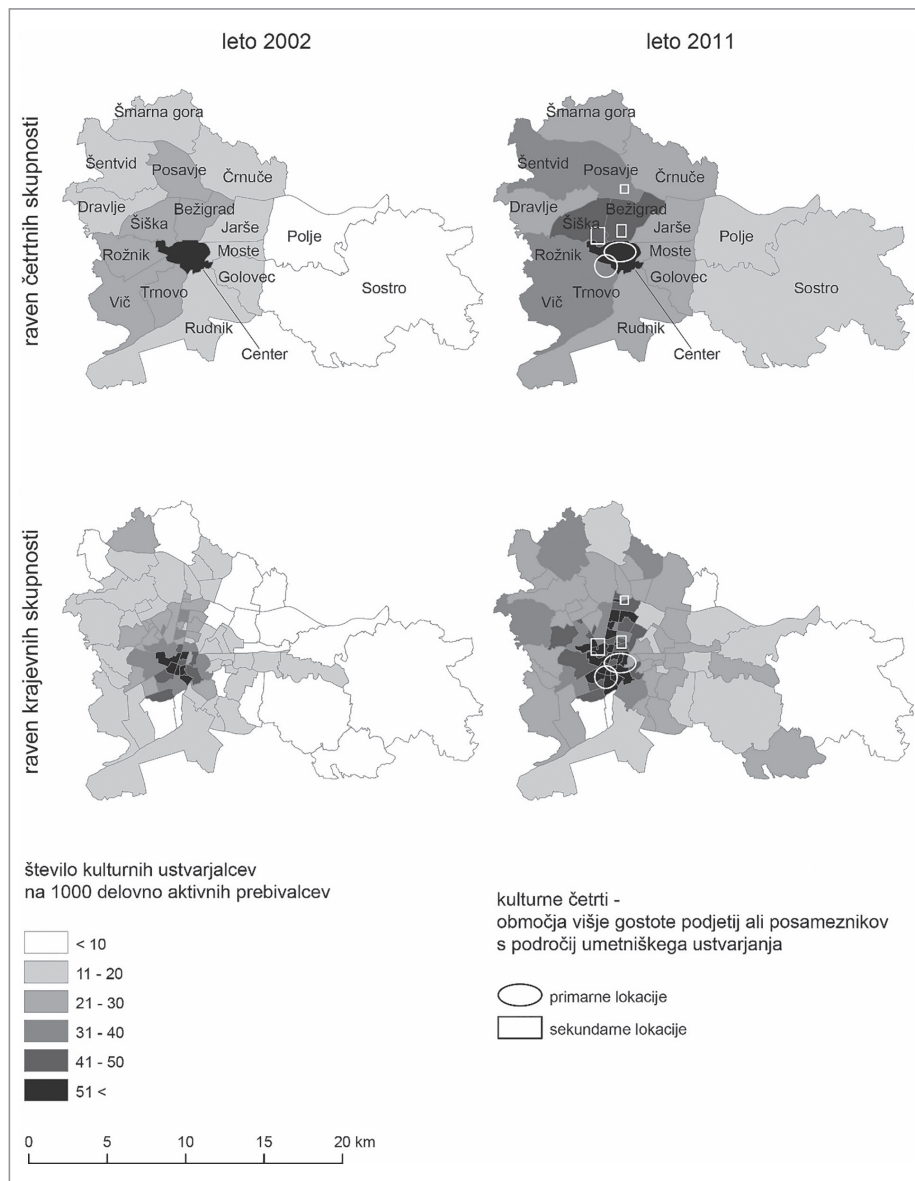 leto 2002
leto 2011
raven četrtnih skupnosti
Šmarna gora
Šentvid
Posavje
Črnuče
Dravlje
Bežigrad
Šiška
Jarše
Polje
Rožnik
Moste
Golovec
Sostro
Trnovo
Vič
Rudnik
Center
Šmarna gora
Šentvid
Posavje
Črnuče
Dravlje
Bežigrad
Šiška
Jarše
Polje
Rožnik
Moste
Golovec
Sostro
Trnovo
Vič
Rudnik
Center
raven krajevnih skupnosti
število kulturnih ustvarjalcev
na 1000 delovno aktivnih prebivalcev
< 10
11 - 20
21 - 30
31 - 40
41 - 50
51 <
kulturne četrti -
območja višje gostote podjetij ali posameznikov
s področij umetniškega ustvarjanja
primarne lokacije
sekundarne lokacije
0 5 10 15 20 km